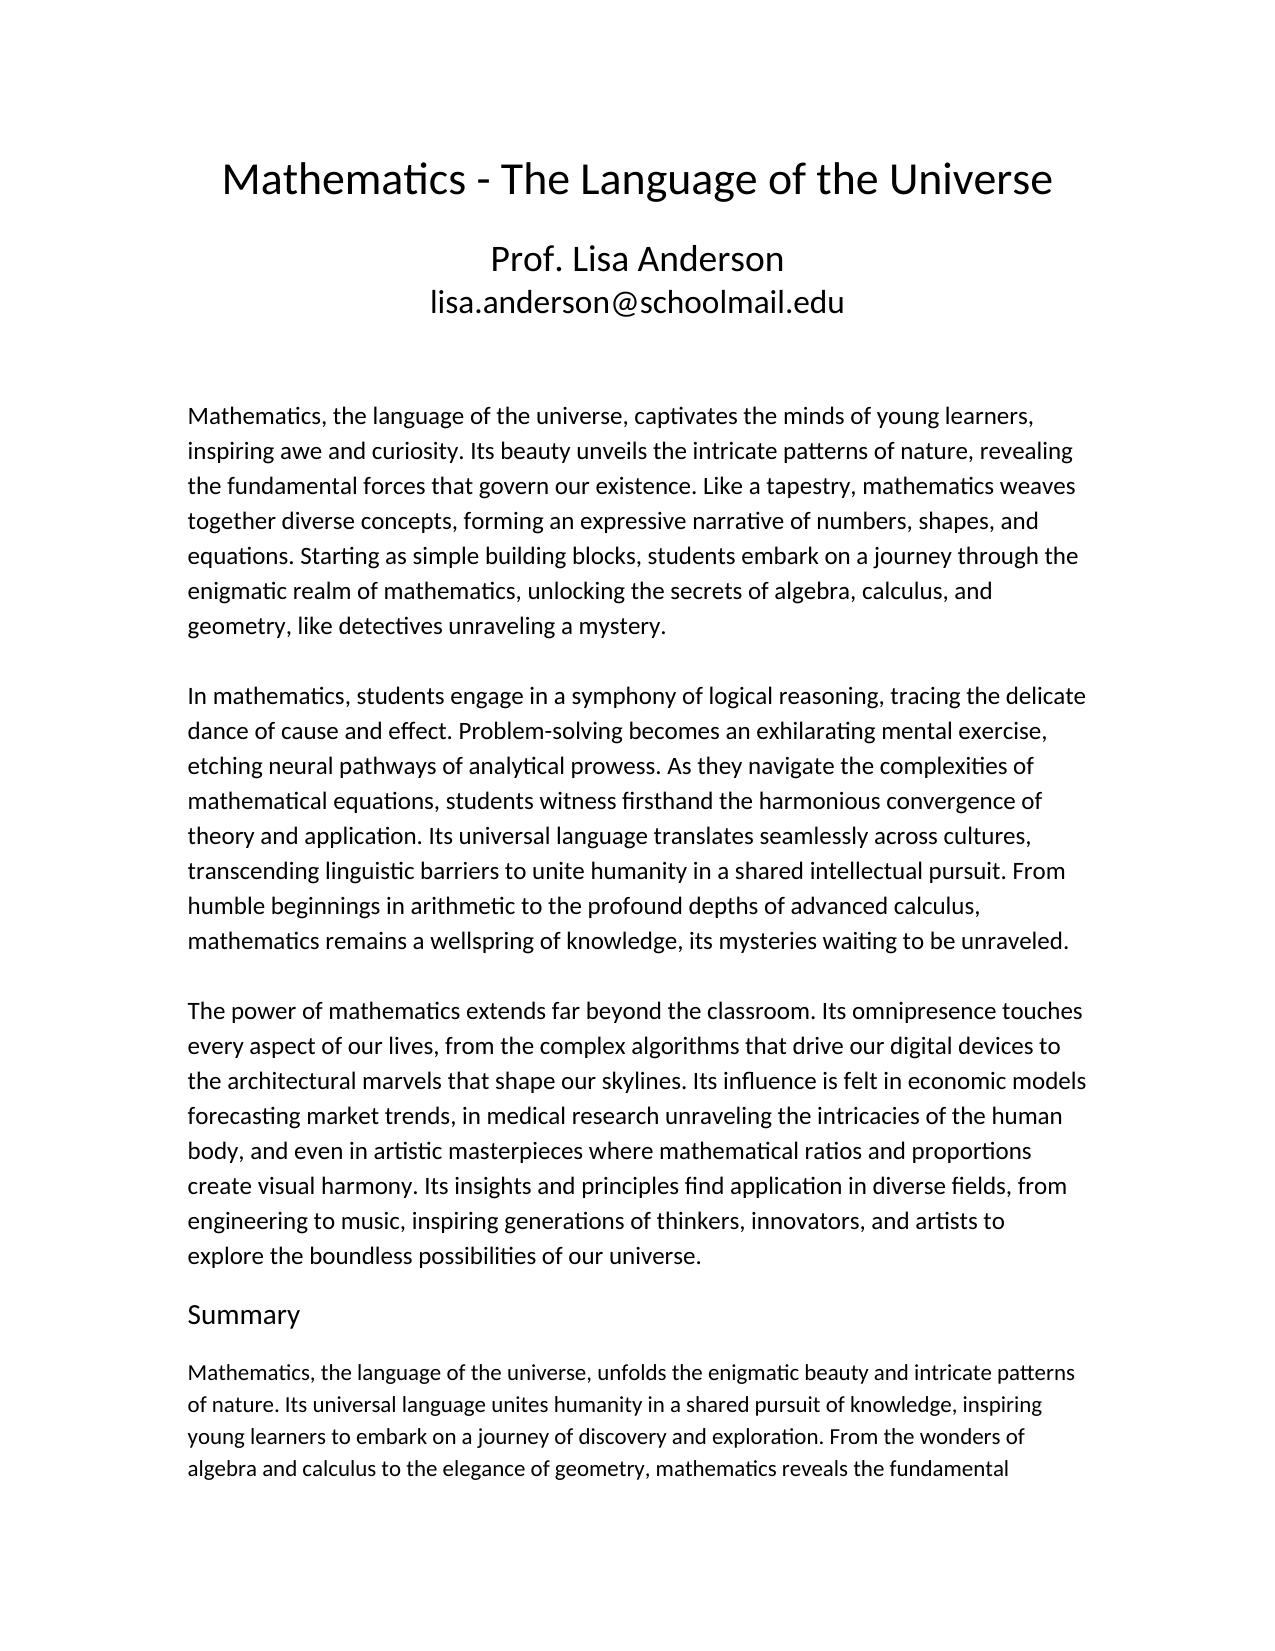 Mathematics - The Language of the Universe
Prof. Lisa Anderson
lisa.anderson@schoolmail.edu
Mathematics, the language of the universe, captivates the minds of young learners,
inspiring awe and curiosity. Its beauty unveils the intricate patterns of nature, revealing
the fundamental forces that govern our existence. Like a tapestry, mathematics weaves
together diverse concepts, forming an expressive narrative of numbers, shapes, and
equations. Starting as simple building blocks, students embark on a journey through the
enigmatic realm of mathematics, unlocking the secrets of algebra, calculus, and
geometry, like detectives unraveling a mystery.
In mathematics, students engage in a symphony of logical reasoning, tracing the delicate
dance of cause and effect. Problem-solving becomes an exhilarating mental exercise,
etching neural pathways of analytical prowess. As they navigate the complexities of
mathematical equations, students witness firsthand the harmonious convergence of
theory and application. Its universal language translates seamlessly across cultures,
transcending linguistic barriers to unite humanity in a shared intellectual pursuit. From
humble beginnings in arithmetic to the profound depths of advanced calculus,
mathematics remains a wellspring of knowledge, its mysteries waiting to be unraveled.
The power of mathematics extends far beyond the classroom. Its omnipresence touches
every aspect of our lives, from the complex algorithms that drive our digital devices to
the architectural marvels that shape our skylines. Its influence is felt in economic models
forecasting market trends, in medical research unraveling the intricacies of the human
body, and even in artistic masterpieces where mathematical ratios and proportions
create visual harmony. Its insights and principles find application in diverse fields, from
engineering to music, inspiring generations of thinkers, innovators, and artists to
explore the boundless possibilities of our universe.
Summary
Mathematics, the language of the universe, unfolds the enigmatic beauty and intricate patterns
of nature. Its universal language unites humanity in a shared pursuit of knowledge, inspiring
young learners to embark on a journey of discovery and exploration. From the wonders of
algebra and calculus to the elegance of geometry, mathematics reveals the fundamental